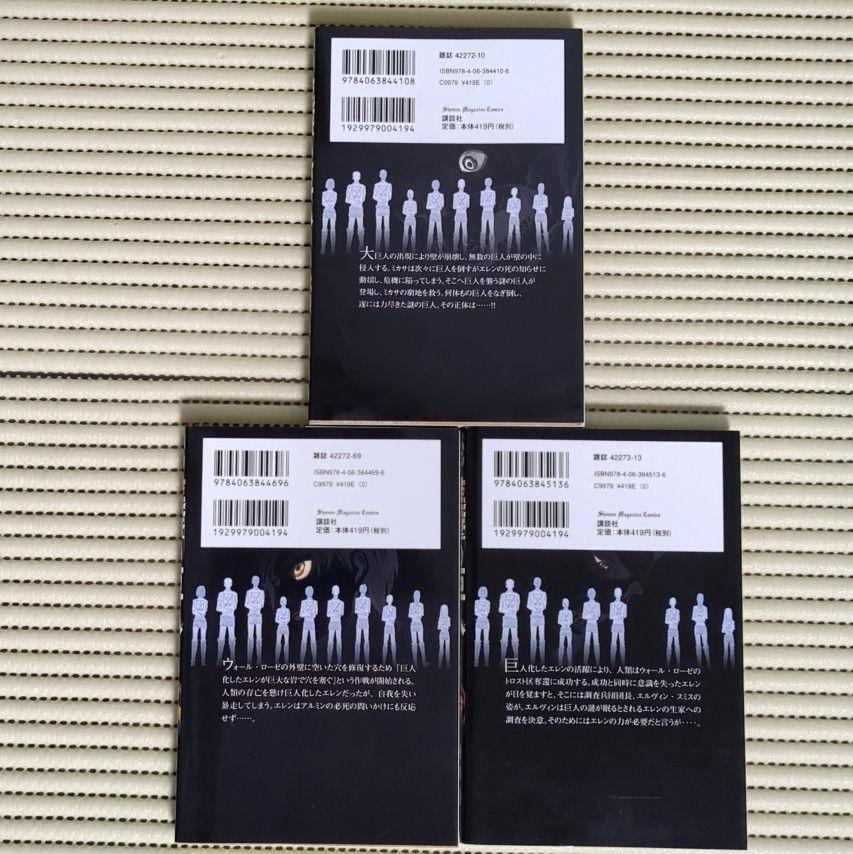 雑誌 42272-10
ISBN978-4-06-384410-8
9784063844108
C9979 ¥419E (0)
Shonen Magazine Comics
講談社
1929979004194
定価:本体419円(税別)
大巨人の出現により壁が崩壊し、無数の巨人が壁の中に
侵入する。ミカサは次々に巨人を倒すがエレンの死の知らせに
動揺し、危機に陥ってしまう。そこへ巨人を襲う謎の巨人が
登場し、ミカサの窮地を救う。何体もの巨人をなぎ倒し、
遂には力尽きた謎の巨人。その正体は……!!
雑誌 42272-69
ISBN978-4-06-384469-6
9784063844696
C9979 ¥419E (0)
Shonen Magazine Comics
講談社
1929979004194
定価:本体419円(税別)
ウォール・ローゼの外壁に空いた穴を修復するため「巨人
化したエレンが巨大な岩で穴を塞ぐ」という作戦が開始される。
人類の存亡を懸け巨人化したエレンだったが、自我を失い
暴走してしまう。エレンはアルミンの必死の問いかけにも反応
せず……。
雑誌 42273-13
ISBN978-4-06-384513-6
9784063845136
C9979 ¥419E (0)
Shonen Magazine Comics
講談社
1929979004194
定価:本体419円(税別)
巨人化したエレンの活躍により、人類はウォール・ローゼの
トロスト区奪還に成功する。成功と同時に意識を失ったエレン
が目を覚ますと、そこには調査兵団団長、エルヴィン・スミスの
姿が。エルヴィンは巨人の謎が眠るとされるエレンの生家への
調査を決意。そのためにはエレンの力が必要だと言うが‥‥。